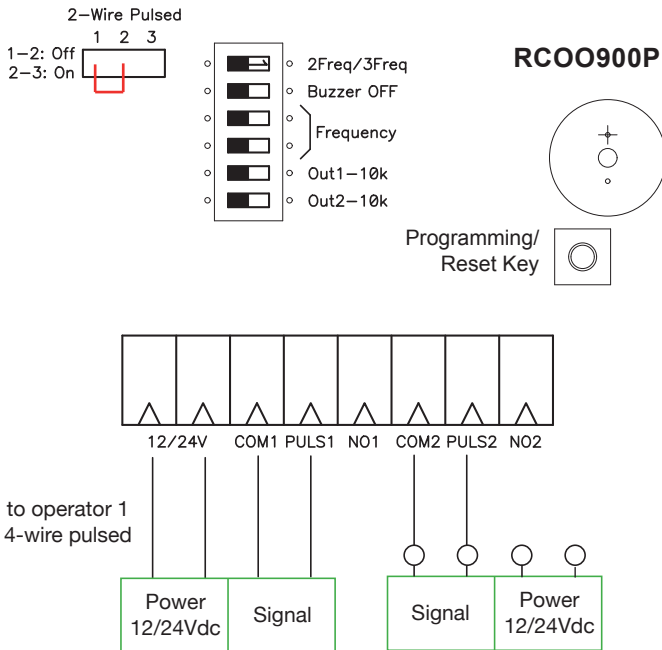 2-Wire Pulsed
1 2 3
1-2: Off
2-3: On
2Freq/3Freq
Buzzer OFF
Frequency
Out1-10k
Out2-10k
RCOO900P
Programming/
Reset Key
12/24V COM1 PULS1 NO1 COM2 PULS2 NO2
to operator 1
4-wire pulsed
Power
12/24Vdc
Signal
Signal
Power
12/24Vdc